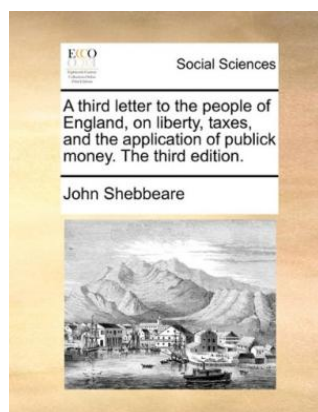 ECCO
Social Sciences
A third letter to the people of
England, on liberty, taxes,
and the application of publick
money. The third edition.
John Shebbeare